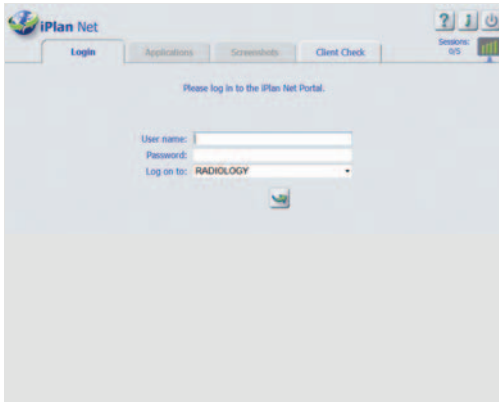 iPlan Net
? i
Sessions:
0/5
Login Applications Screenshots Client Check
Please log in to the iPlan Net Portal.
User name:
Password:
Log on to: RADIOLOGY